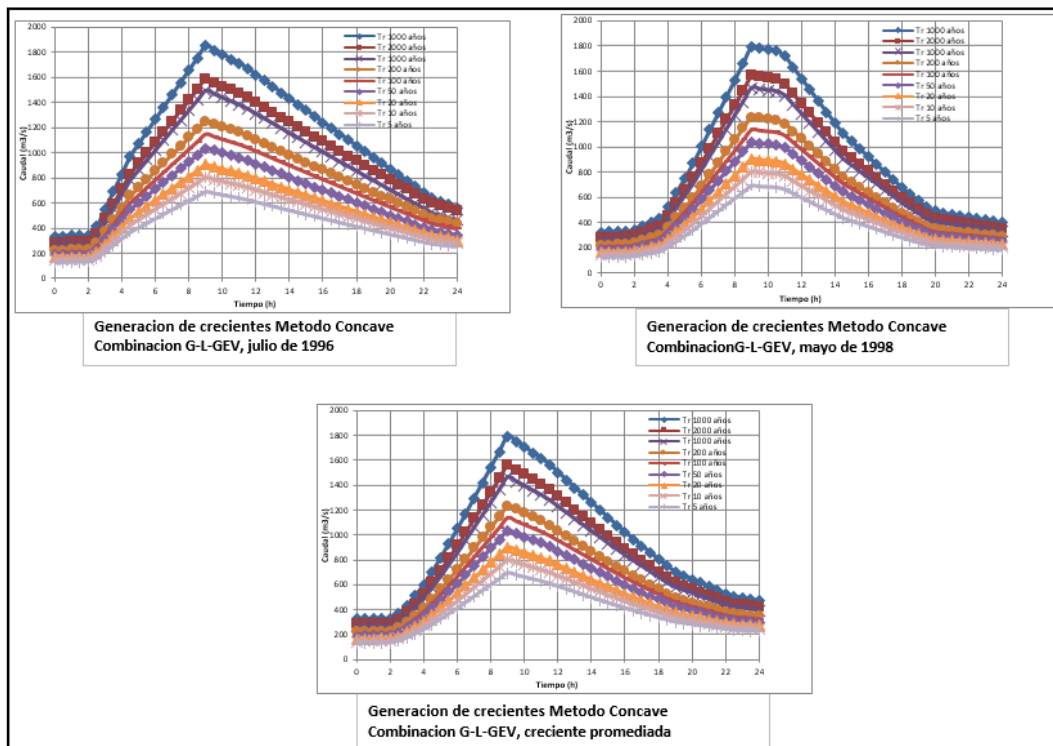 2000
1800
1600
1400
1200
1000
800
600
400
200
0
Caudal (m3/s)
0 2 4 6 8 10 12 14 16 18 20 22 24
Tiempo (h)
Tr 1000 años
Tr 2000 años
Tr 1000 años
Tr 200 años
Tr 100 años
Tr 50 años
Tr 20 años
Tr 10 años
Tr 5 años
Generacion de crecientes Metodo Concave
Combinacion G-L-GEV, julio de 1996
2000
1800
1600
1400
1200
1000
800
600
400
200
0
Caudal (m3/s)
0 2 4 6 8 10 12 14 16 18 20 22 24
Tiempo (h)
Tr 1000 años
Tr 2000 años
Tr 1000 años
Tr 200 años
Tr 100 años
Tr 50 años
Tr 20 años
Tr 10 años
Tr 5 años
Generacion de crecientes Metodo Concave
CombinacionG-L-GEV, mayo de 1998
2000
1800
1600
1400
1200
1000
800
600
400
200
0
Caudal (m3/s)
0 2 4 6 8 10 12 14 16 18 20 22 24
Tiempo (h)
Tr 1000 años
Tr 2000 años
Tr 1000 años
Tr 200 años
Tr 100 años
Tr 50 años
Tr 20 años
Tr 10 años
Tr 5 años
Generacion de crecientes Metodo Concave
Combinacion G-L-GEV, creciente promediada